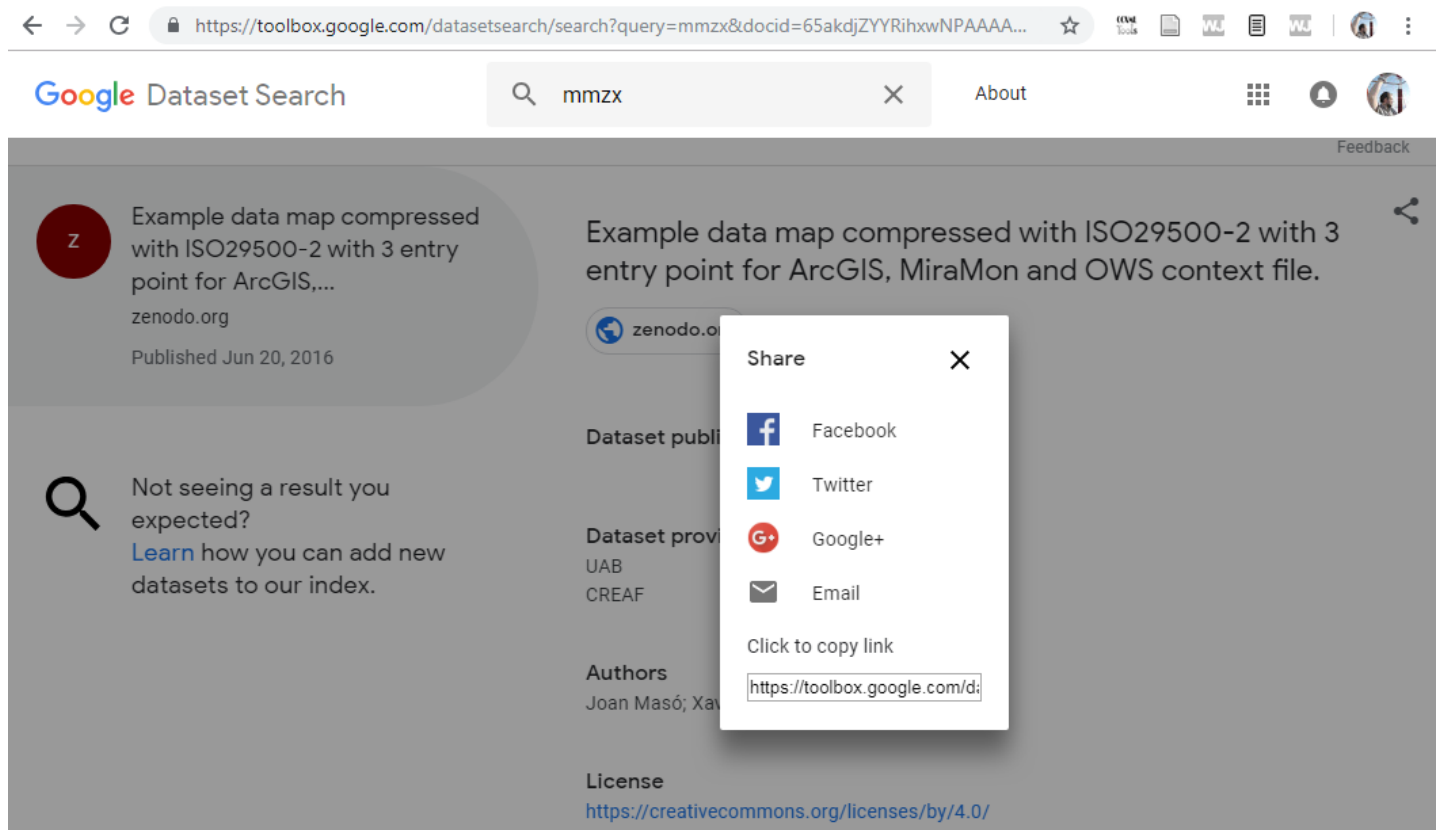 https://toolbox.google.com/datasetsearch/search?query=mmzx&docid=65akdjZYYRihxwNPAAAA...
Google Dataset Search
mmzx
About
Feedback
Z
Example data map compressed
with ISO29500-2 with 3 entry
point for ArcGIS,...
zenodo.org
Published Jun 20, 2016
Not seeing a result you
expected?
Learn how you can add new
datasets to our index.
Example data map compressed with ISO29500-2 with 3
entry point for ArcGIS, MiraMon and OWS context file.
zenodo.o
Dataset publi
Dataset provi
UAB
CREAF
Authors
Joan Masó; Xav
License
https://creativecommons.org/licenses/by/4.0/
Share
Facebook
Twitter
G+ Google+
Email
Click to copy link
https://toolbox.google.com/d